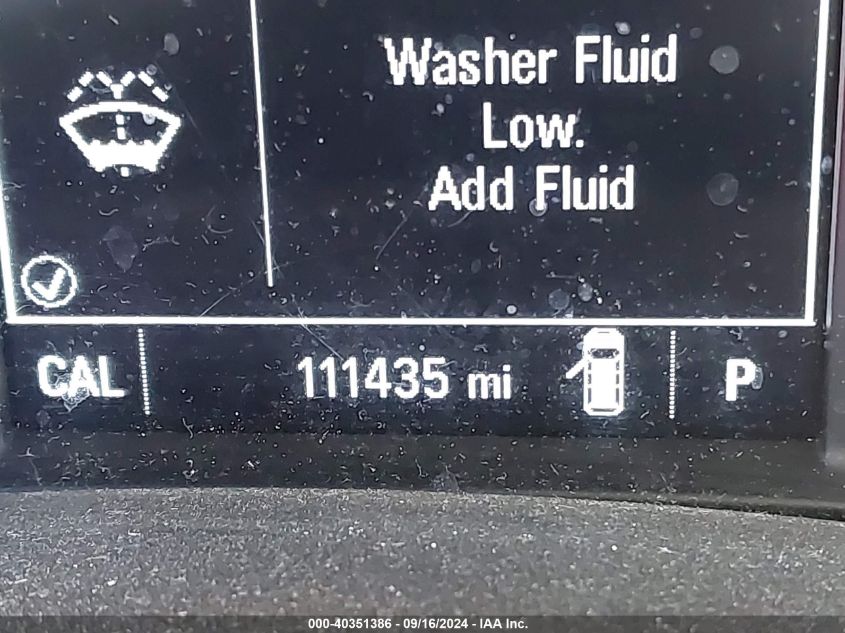 Washer Fluid
Low.
Add Fluid
CAL 111435 mi P
000-40351386 - 09/16/2024 - IAA Inc.